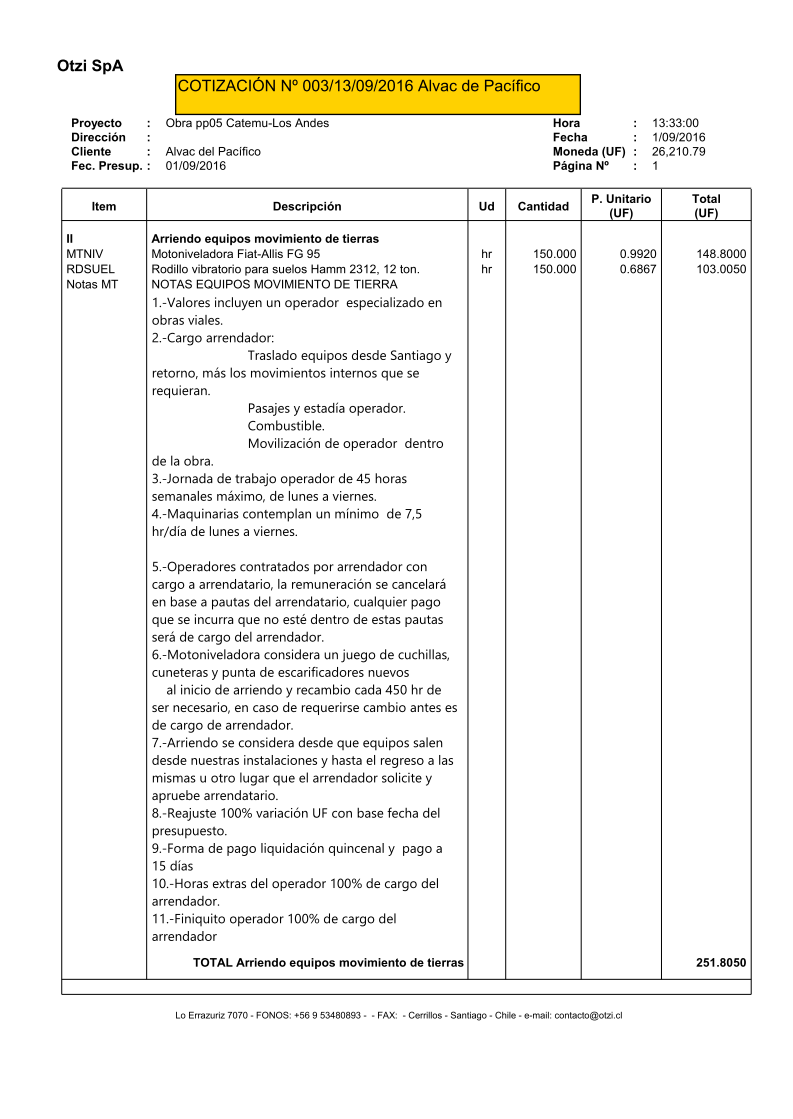 Otzi SpA
COTIZACIÓN Nº 003/13/09/2016 Alvac de Pacífico
Proyecto : Obra pp05 Catemu-Los Andes Hora : 13:33:00
Dirección : Fecha : 1/09/2016
Cliente : Alvac del Pacífico Moneda (UF) : 26,210.79
Fec. Presup. : 01/09/2016 Página Nº : 1
Item Descripción Ud Cantidad P. Unitario (UF) Total (UF)
II Arriendo equipos movimiento de tierras
MTNIV Motoniveladora Fiat-Allis FG 95 hr 150.000 0.9920 148.8000
RDSUEL Rodillo vibratorio para suelos Hamm 2312, 12 ton. hr 150.000 0.6867 103.0050
Notas MT NOTAS EQUIPOS MOVIMIENTO DE TIERRA
1.-Valores incluyen un operador especializado en
obras viales.
2.-Cargo arrendador:
Traslado equipos desde Santiago y
retorno, más los movimientos internos que se
requieran.
Pasajes y estadía operador.
Combustible.
Movilización de operador dentro
de la obra.
3.-Jornada de trabajo operador de 45 horas
semanales máximo, de lunes a viernes.
4.-Maquinarias contemplan un mínimo de 7,5
hr/día de lunes a viernes.
5.-Operadores contratados por arrendador con
cargo a arrendatario, la remuneración se cancelará
en base a pautas del arrendatario, cualquier pago
que se incurra que no esté dentro de estas pautas
será de cargo del arrendador.
6.-Motoniveladora considera un juego de cuchillas,
cuneteras y punta de escarificadores nuevos
al inicio de arriendo y recambio cada 450 hr de
ser necesario, en caso de requerirse cambio antes es
de cargo de arrendador.
7.-Arriendo se considera desde que equipos salen
desde nuestras instalaciones y hasta el regreso a las
mismas u otro lugar que el arrendador solicite y
apruebe arrendatario.
8.-Reajuste 100% variación UF con base fecha del
presupuesto.
9.-Forma de pago liquidación quincenal y pago a
15 días
10.-Horas extras del operador 100% de cargo del
arrendador.
11.-Finiquito operador 100% de cargo del
arrendador
TOTAL Arriendo equipos movimiento de tierras 251.8050
Lo Errazuriz 7070 - FONOS: +56 9 53480893 - - FAX: - Cerrillos - Santiago - Chile - e-mail: contacto@otzi.cl